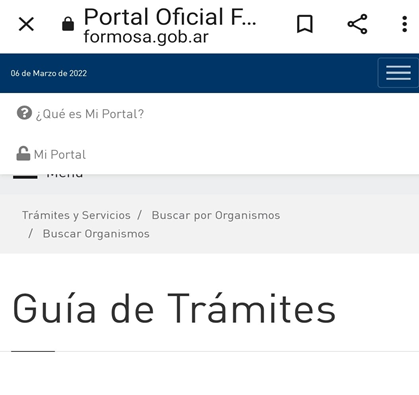 Portal Oficial F...
formosa.gob.ar
06 de Marzo de 2022
¿Qué es Mi Portal?
Mi Portal
Menú
Trámites y Servicios / Buscar por Organismos
/ Buscar Organismos
Guía de Trámites